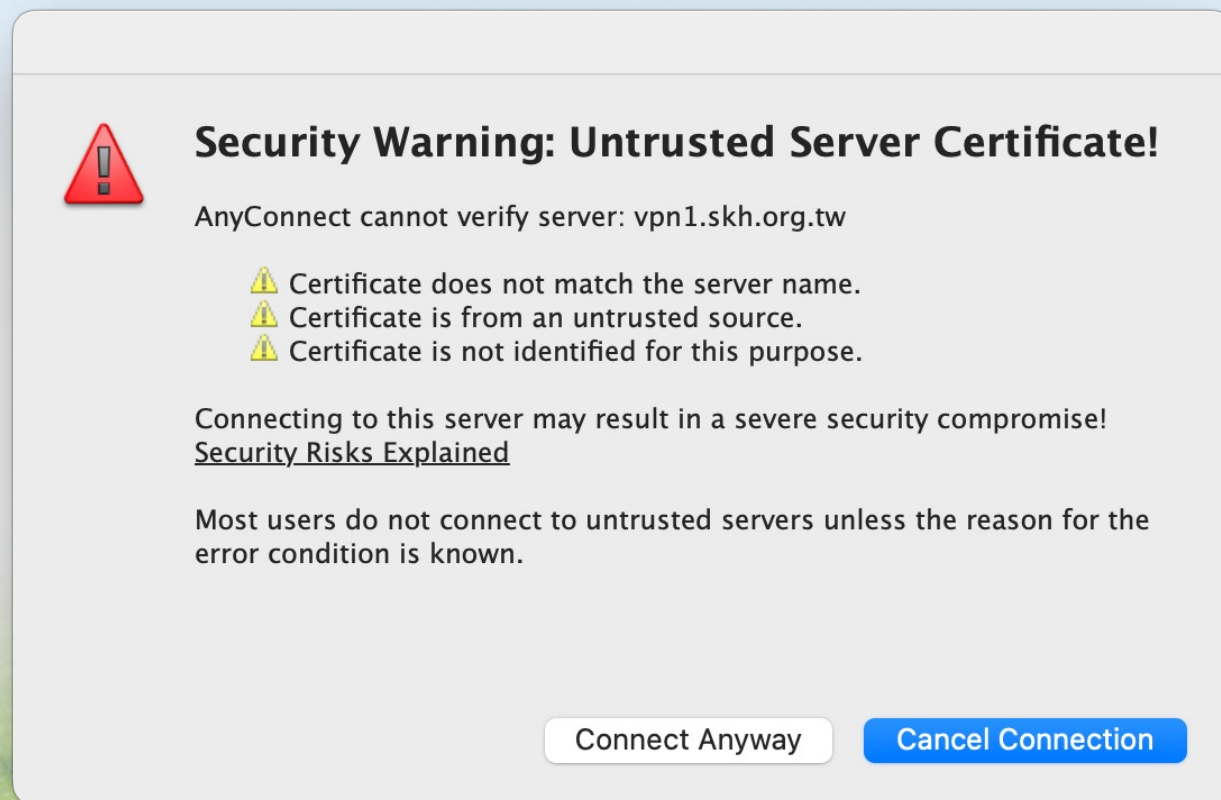 Security Warning: Untrusted Server Certificate!
AnyConnect cannot verify server: vpn1.skh.org.tw
Certificate does not match the server name.
Certificate is from an untrusted source.
Certificate is not identified for this purpose.
Connecting to this server may result in a severe security compromise!
Security Risks Explained
Most users do not connect to untrusted servers unless the reason for the
error condition is known.
Connect Anyway
Cancel Connection